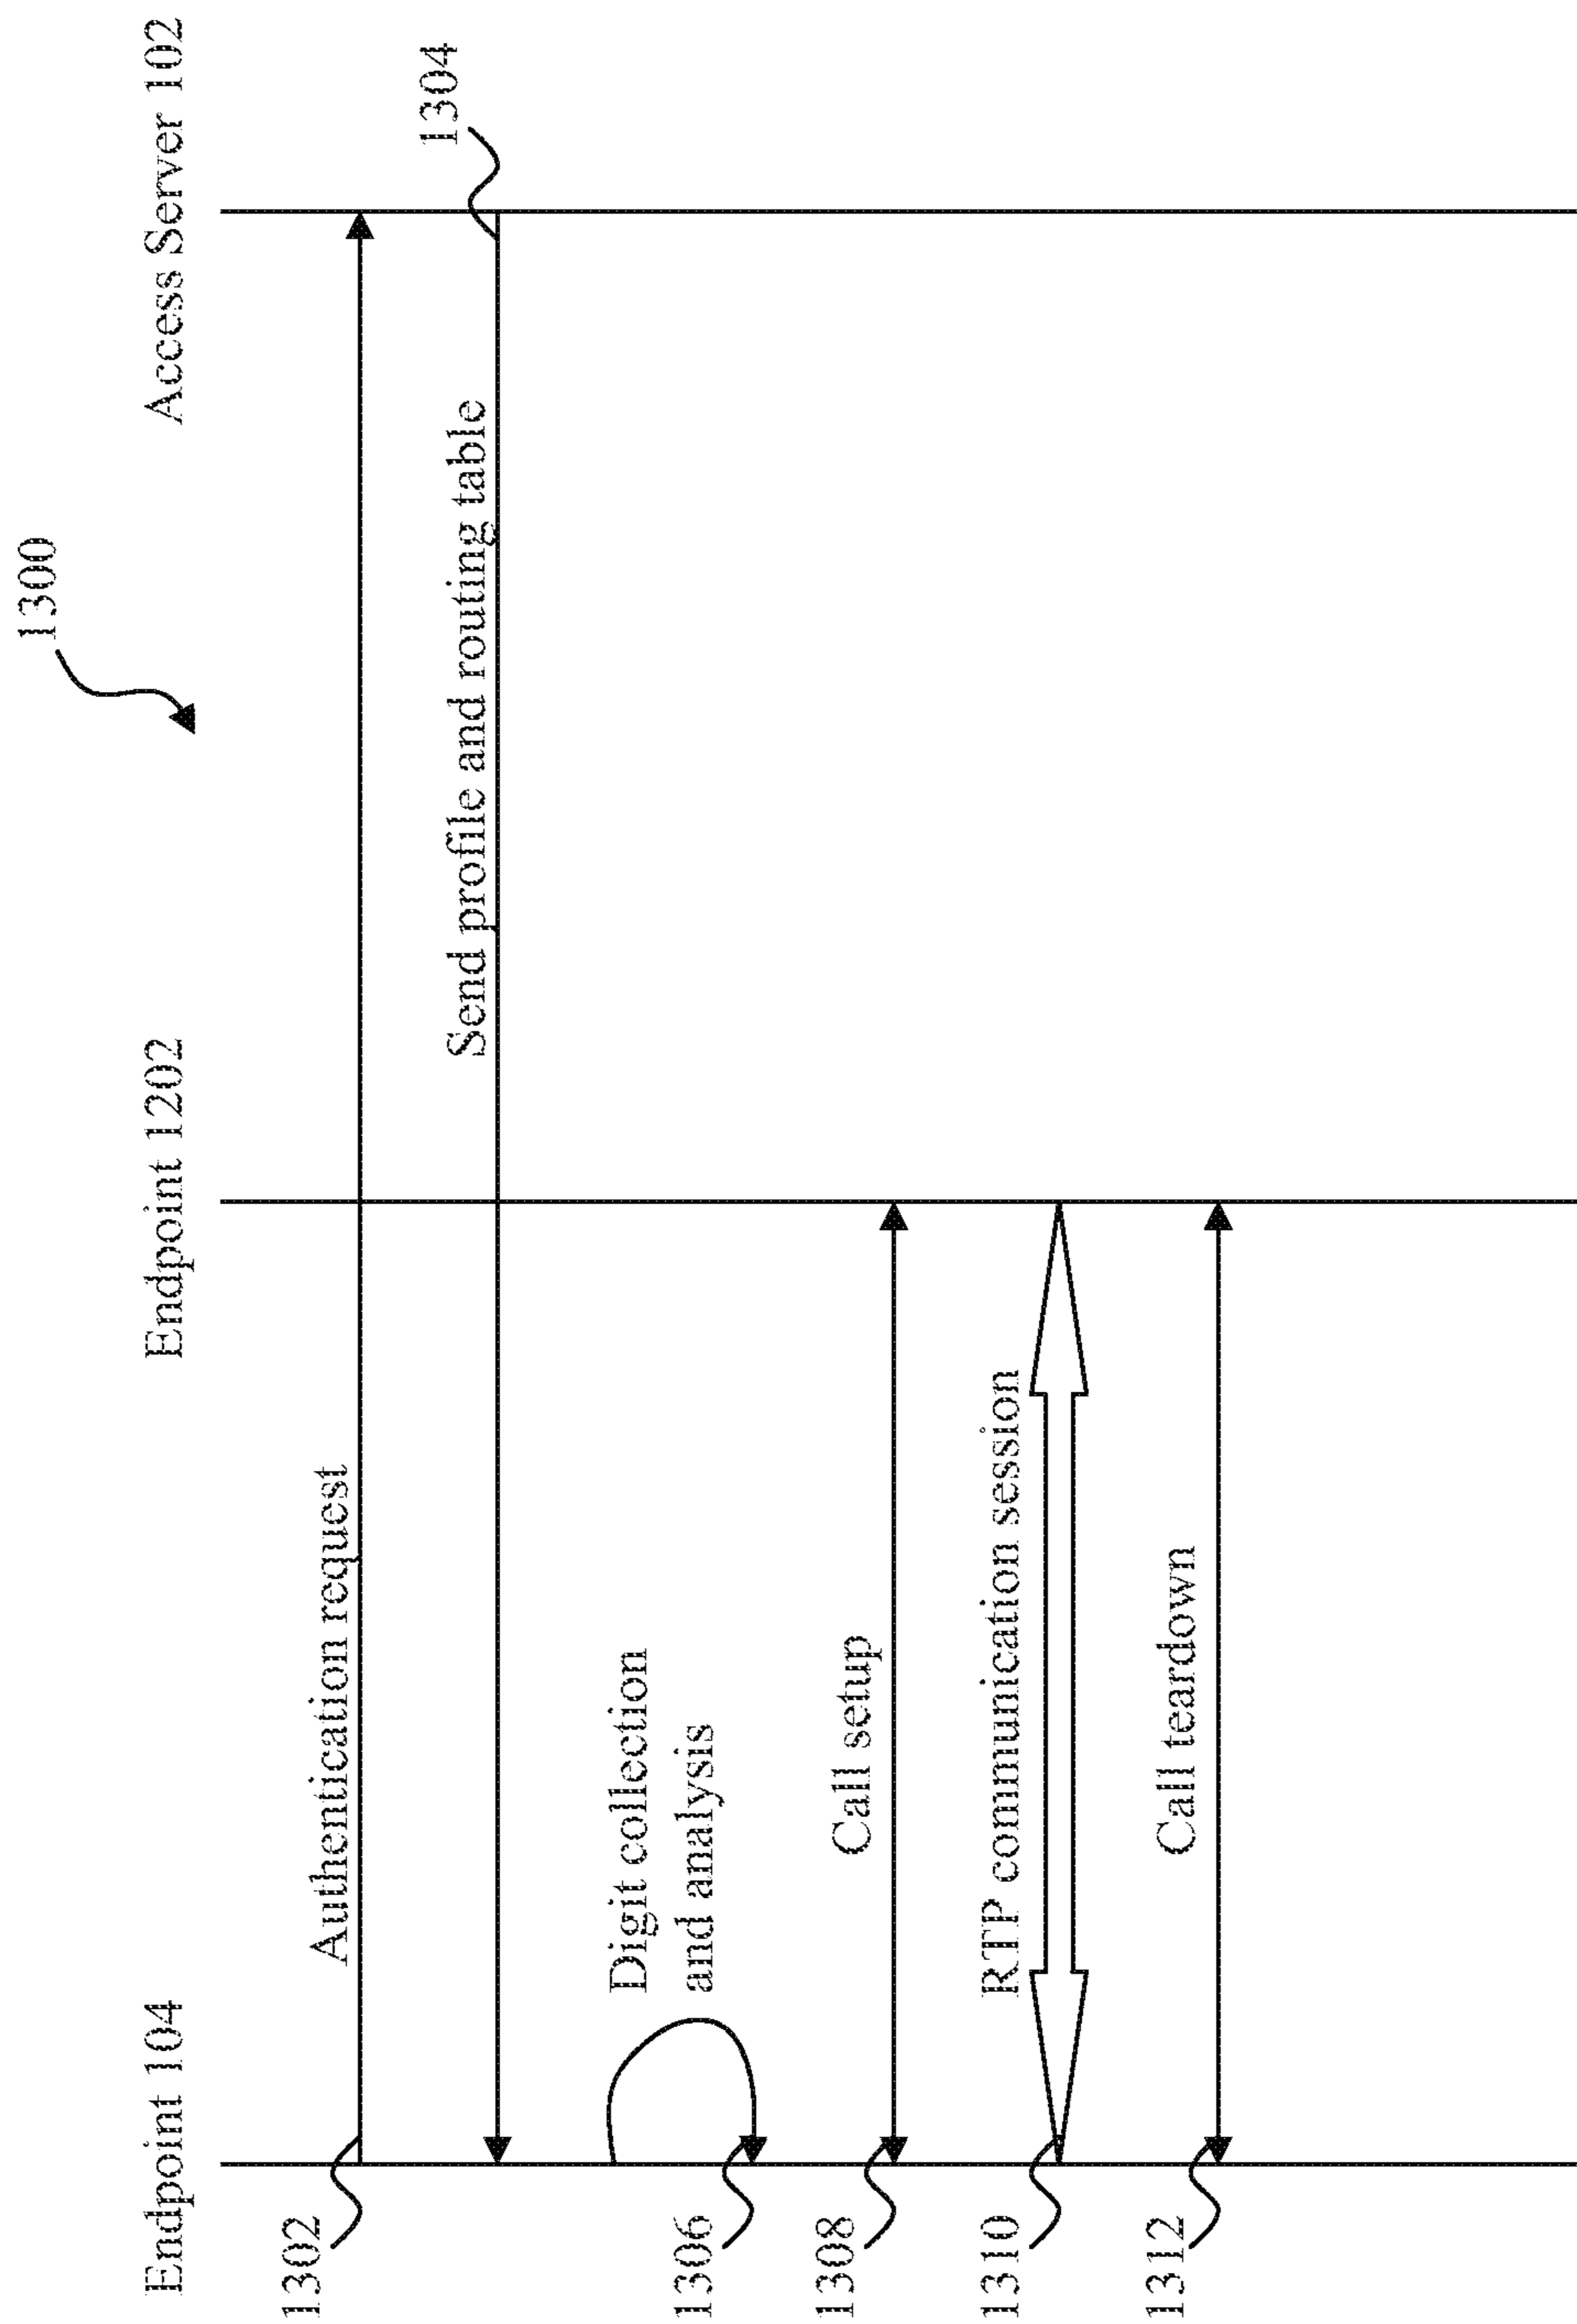 1300
Endpoint 104
Endpoint 1202
Access Server 102
1302
Authentication request
Send profile and routing table
1304
Digit collection
and analysis
1306
Call setup
1308
RTP communication session
1310
Call teardown
1312